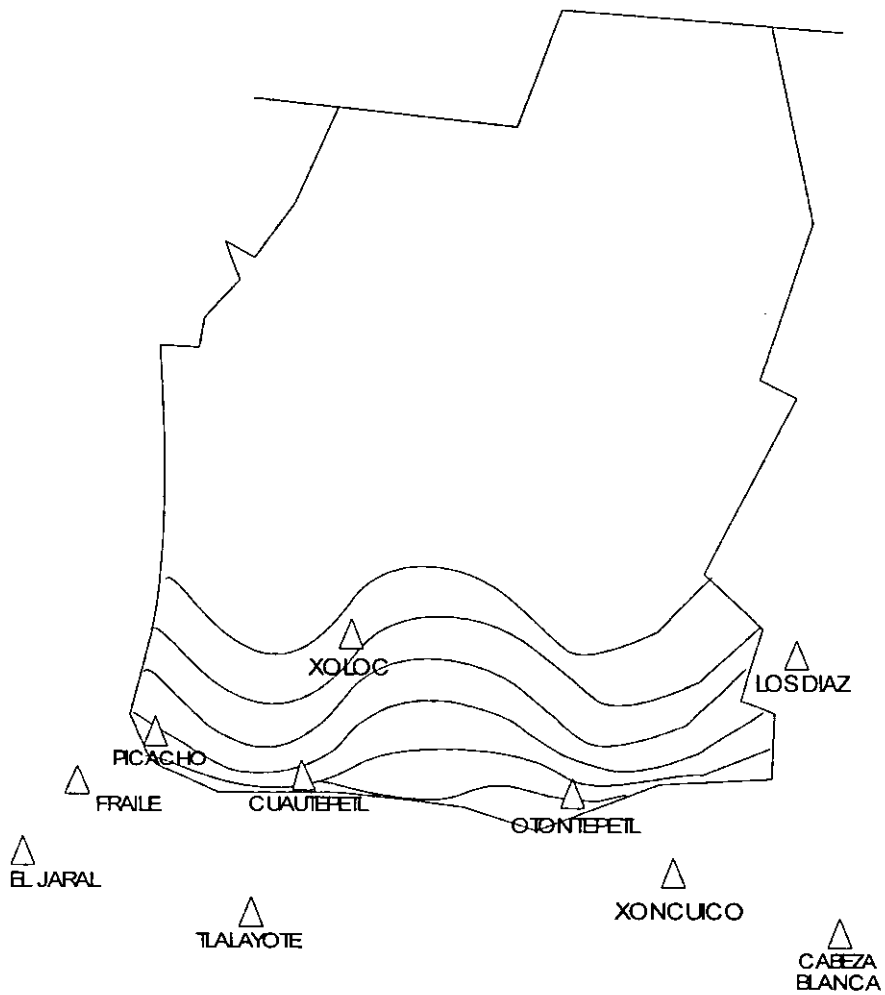 XOLOC
LOS DIAZ
PICACHO
FRAILE
CUAUTEPETL
OTONTEPETL
EL JARAL
XONCUICO
TLALAYOTE
CABEZA
BLANCA